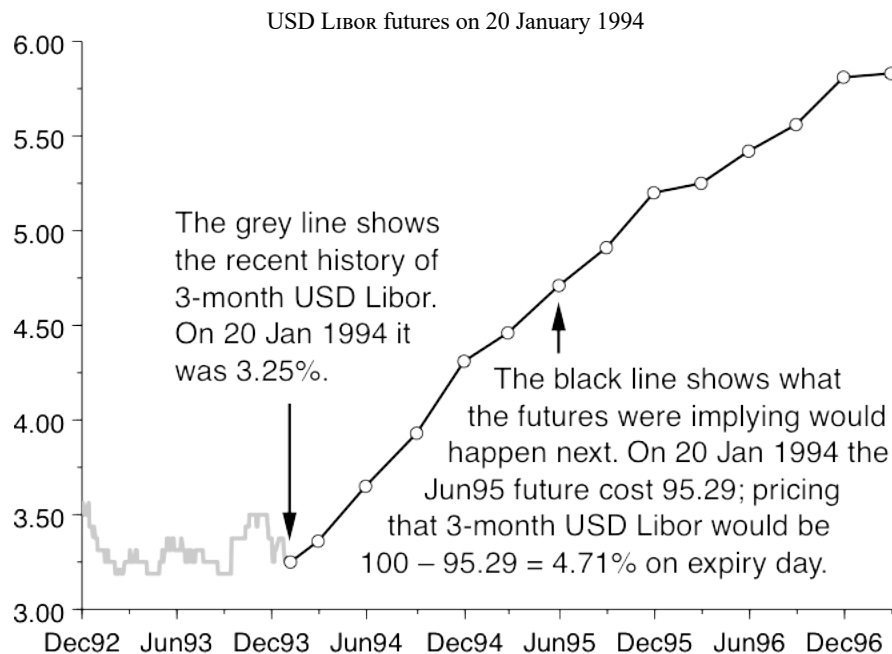 USD LIBOR futures on 20 January 1994
6.00
5.50
5.00
4.50
4.00
3.50
3.00
The grey line shows
the recent history of
3-month USD Libor.
On 20 Jan 1994 it
was 3.25%.
The black line shows what
the futures were implying would
happen next. On 20 Jan 1994 the
Jun95 future cost 95.29; pricing
that 3-month USD Libor would be
100 – 95.29 = 4.71% on expiry day.
Dec92 Jun93 Dec93 Jun94 Dec94 Jun95 Dec95 Jun96 Dec96